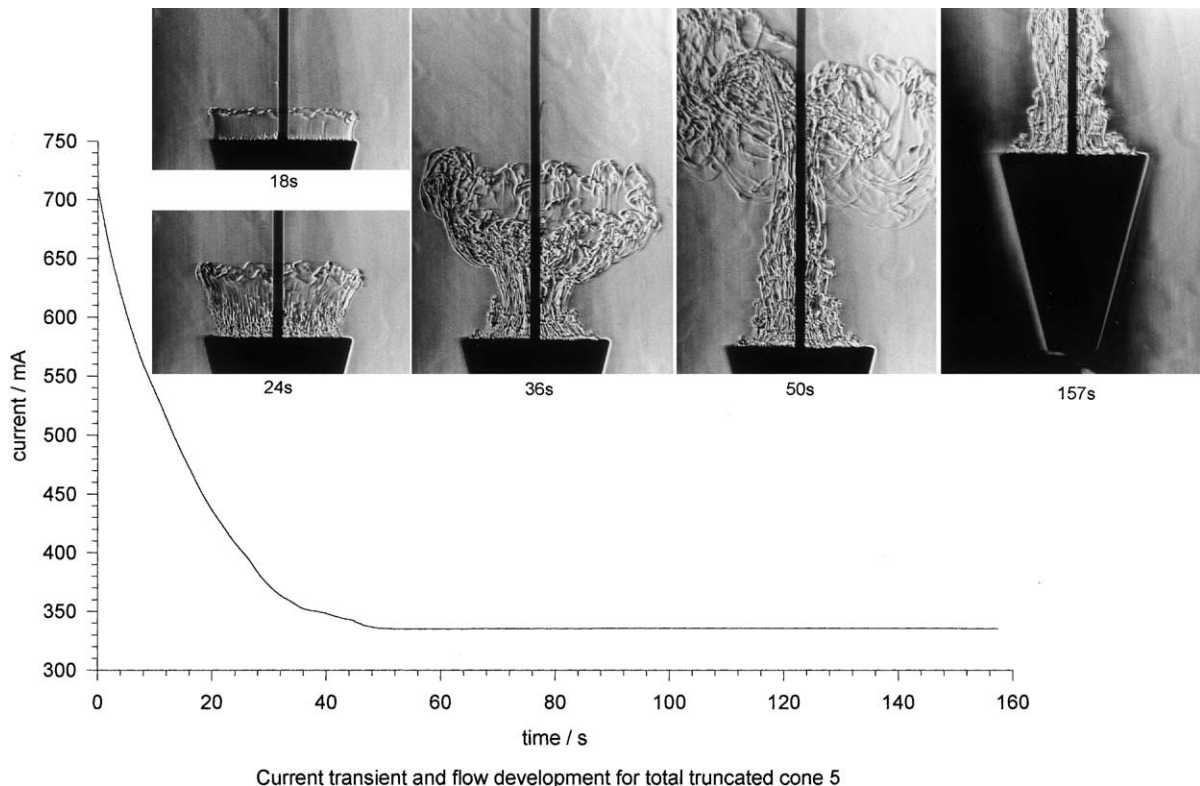 18s
24s
36s
50s
157s
750
700
650
600
550
500
450
400
350
300
current / mA
0 20 40 60 80 100 120 140 160
time / s
Current transient and flow development for total truncated cone 5